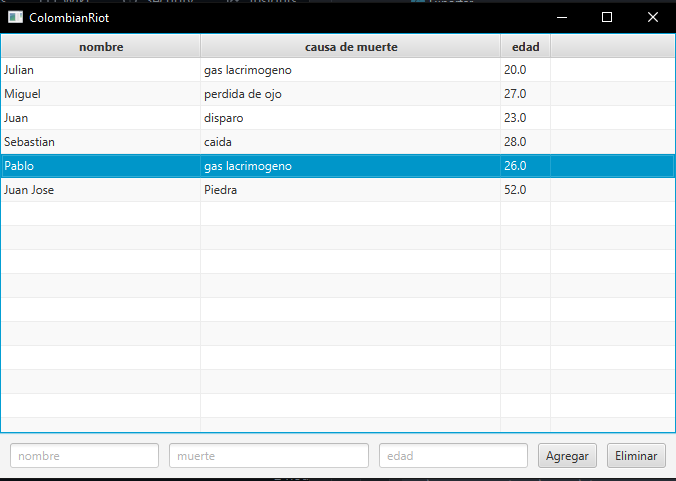 ColombianRiot
nombre causa de muerte edad
Julian gas lacrimogeno 20.0
Miguel perdida de ojo 27.0
Juan disparo 23.0
Sebastian caida 28.0
Pablo gas lacrimogeno 26.0
Juan Jose Piedra 52.0
nombre muerte edad Agregar Eliminar